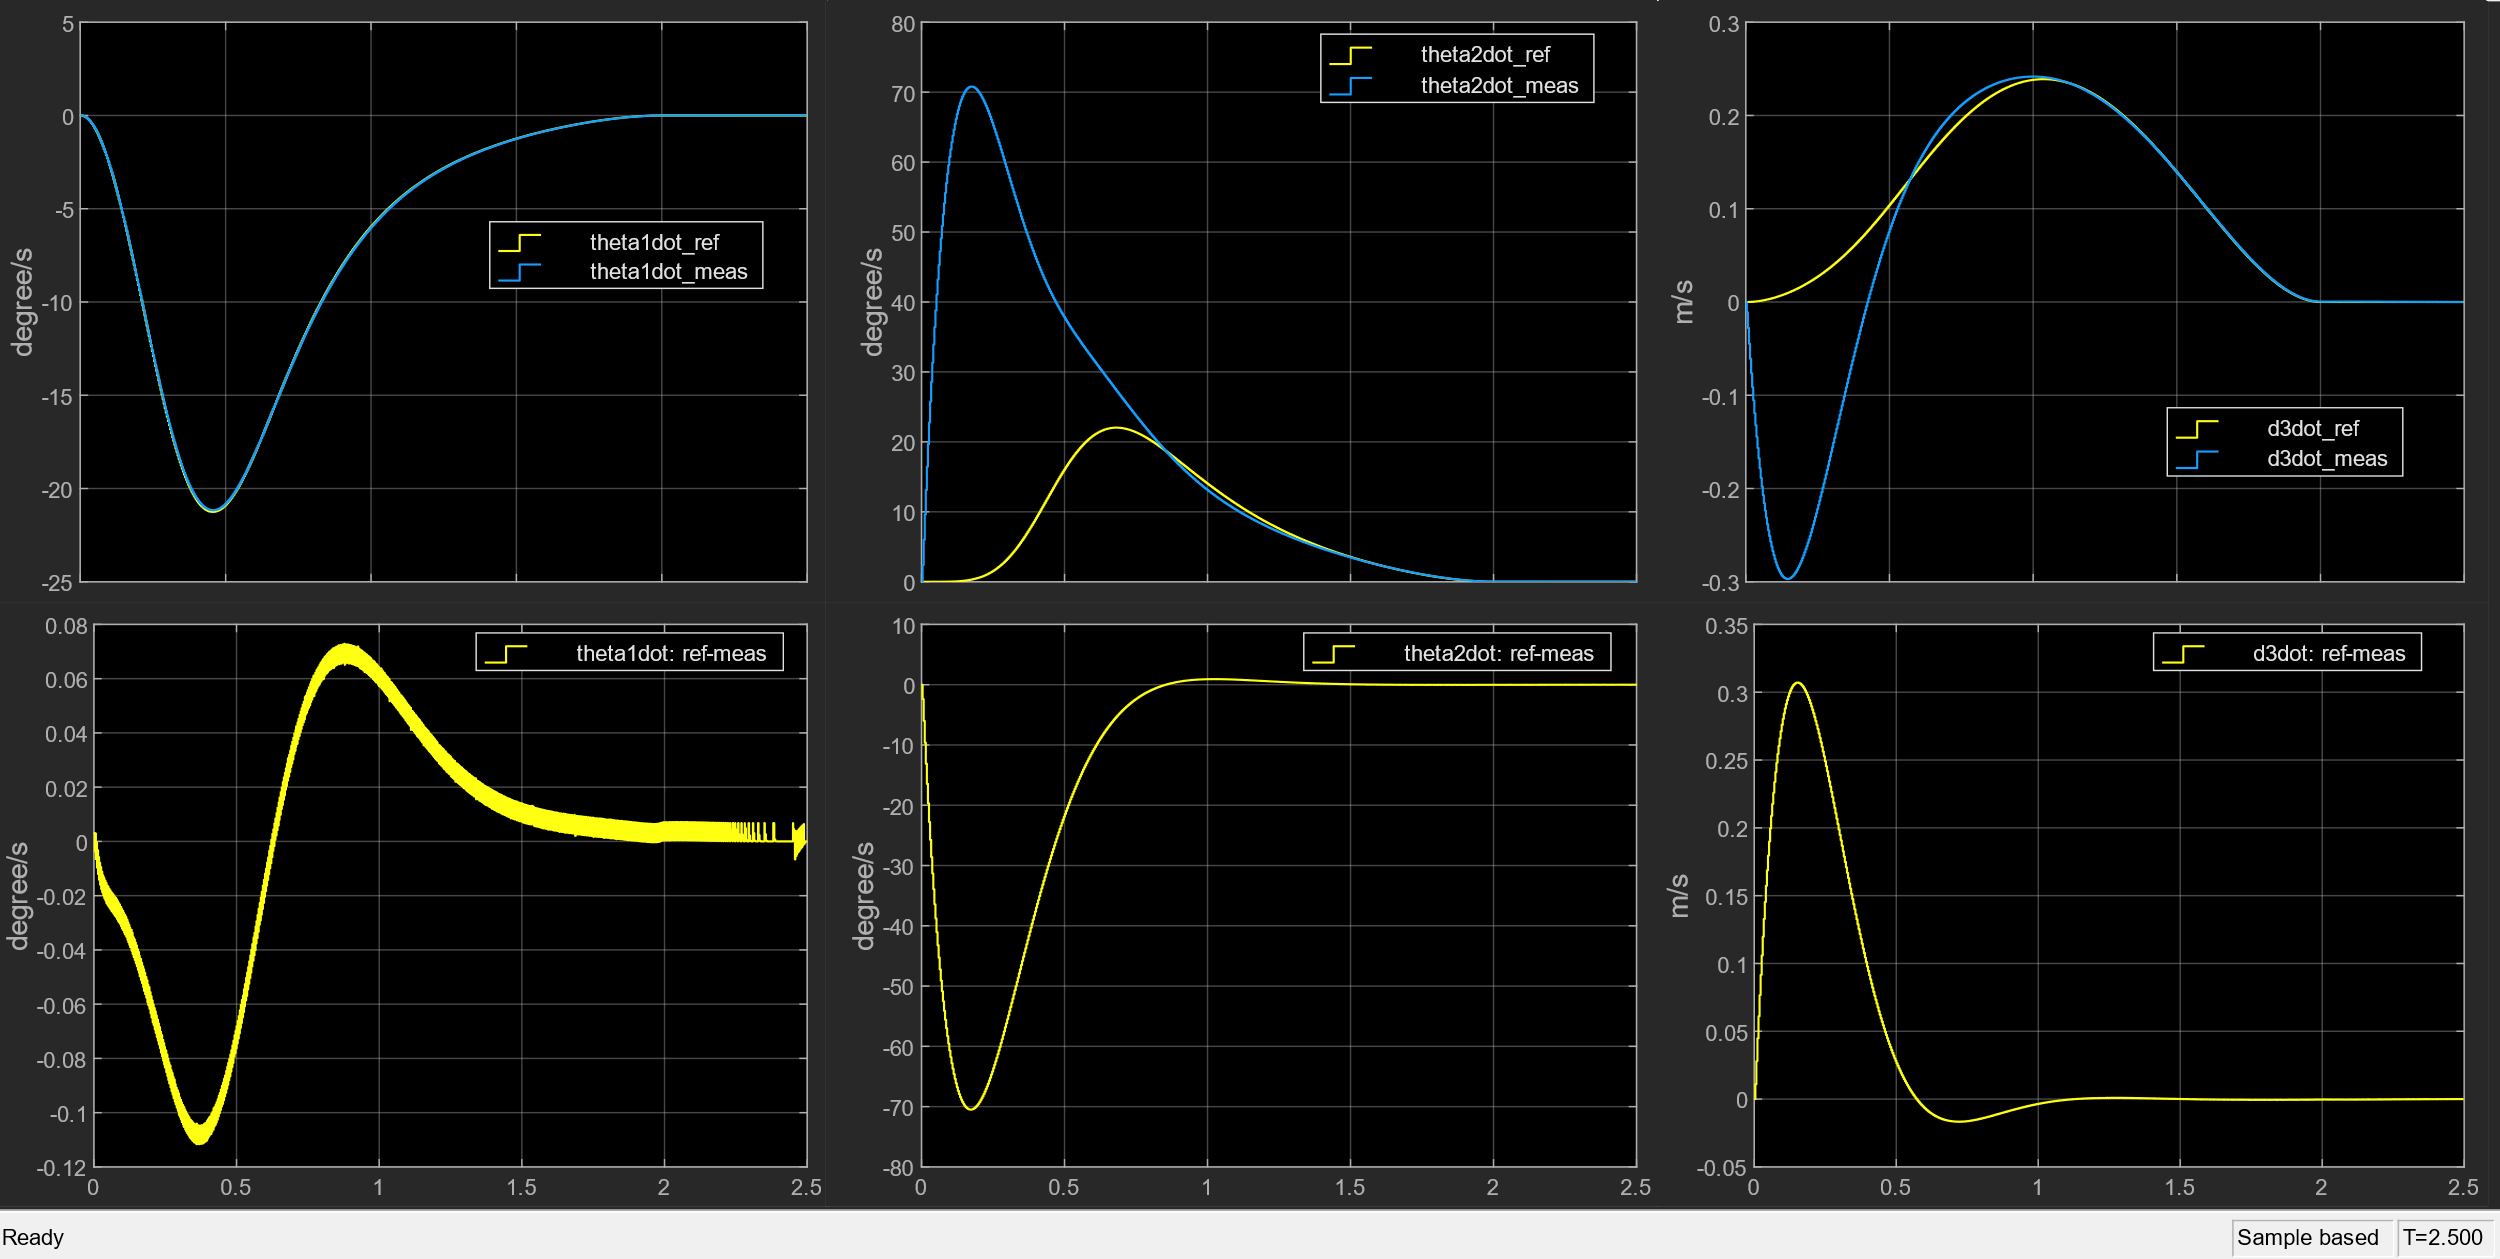 5
0
-5
-10
-15
-20
-25
degree/s
theta1dot_ref
theta1dot_meas
80
70
60
50
40
30
20
10
0
degree/s
theta2dot_ref
theta2dot_meas
0.3
0.2
0.1
0
-0.1
-0.2
-0.3
m/s
d3dot_ref
d3dot_meas
0.08
0.06
0.04
0.02
0
-0.02
-0.04
-0.06
-0.08
-0.1
-0.12
degree/s
theta1dot: ref-meas
0 0.5 1 1.5 2 2.5
10
0
-10
-20
-30
-40
-50
-60
-70
-80
degree/s
theta2dot: ref-meas
0 0.5 1 1.5 2 2.5
0.35
0.3
0.25
0.2
0.15
0.1
0.05
0
-0.05
m/s
d3dot: ref-meas
0 0.5 1 1.5 2 2.5
Ready
Sample based T=2.500